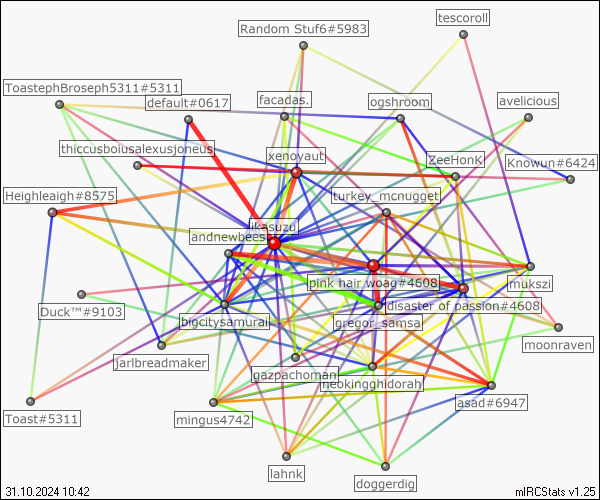 tescoroll
Random Stuf6#5983
ToastephBroseph5311#5311
default#0617
facadas.
ogshroom
avelicious
thiccusbolusalexusjoneus
xenoyaut
ZeeHonK
Knowun#6424
Heighleaigh#8575
turkey_mcnugget
ikasuzu
andnewbees
pink hair woag#4608
mukszi
Duck™#9103
bigcitysamurai
disaster of passion#4608
gregor_samsa
moonraven
jarlbreadmaker
gazpachoman
neokingghidorah
asad#6947
Toast#5311
mingus4742
lahnk
doggerdig
31.10.2024 10:42
mIRCStats v1.25